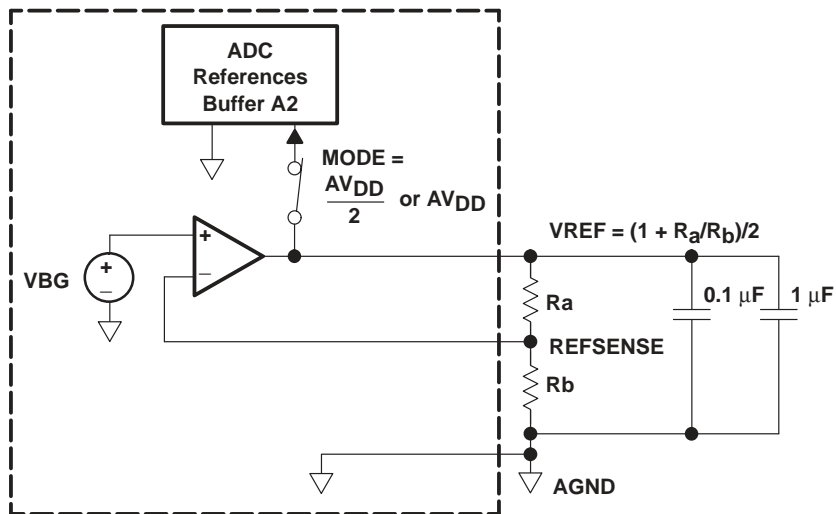 ADC
References
Buffer A2
MODE =
AVDD
2
or AVDD
VREF = (1 + Ra/Rb)/2
+
−
VBG
+
−
Ra
0.1 μF
1 μF
REFSENSE
Rb
AGND